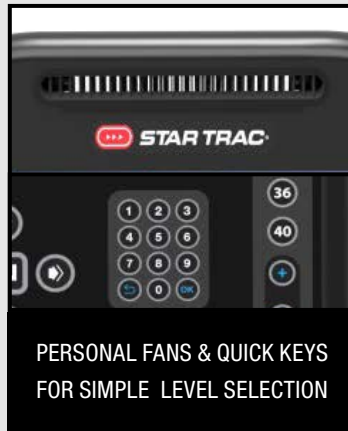 STAR TRAC
36
1 2 3
40
4 5 6
7 8 9
+
0 OK
PERSONAL FANS & QUICK KEYS
FOR SIMPLE LEVEL SELECTION